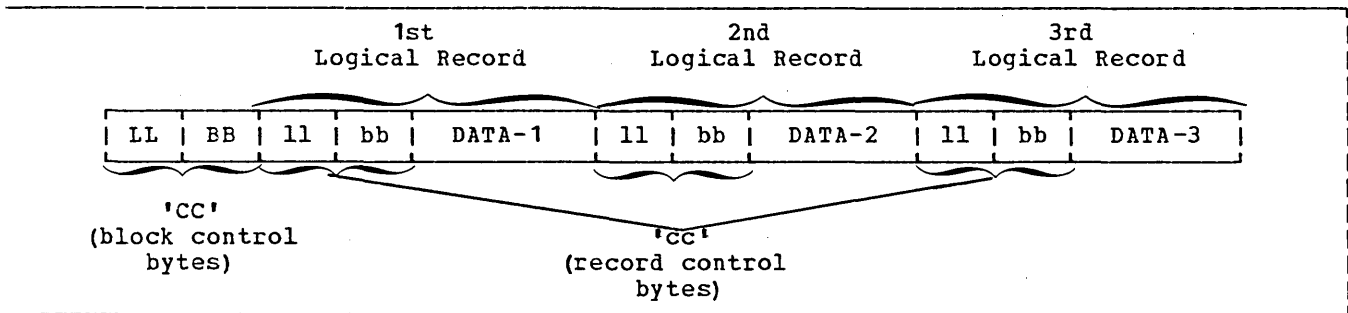 1st 2nd 3rd
Logical Record Logical Record Logical Record
LL BB ll bb DATA-1 ll bb DATA-2 ll bb DATA-3
'CC' 'cc'
(block control (record control
bytes) bytes)